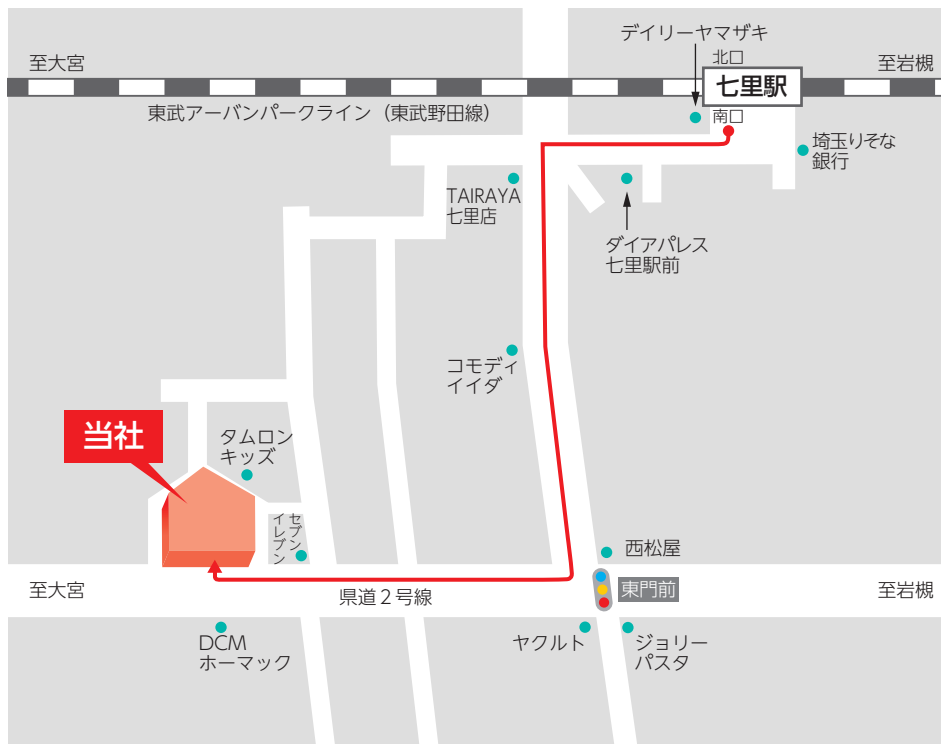 デイリーヤマザキ
北口
至大宮
七里駅
至岩槻
東武アーバンパークライン（東武野田線）
南口
埼玉りそな
銀行
TAIRAYA
七里店
ダイアパレス
七里駅前
コモディ
イイダ
当社
タムロン
キッズ
セブン
イレブン
西松屋
至大宮
県道２号線
東門前
至岩槻
DCM
ホーマック
ヤクルト
ジョリー
パスタ